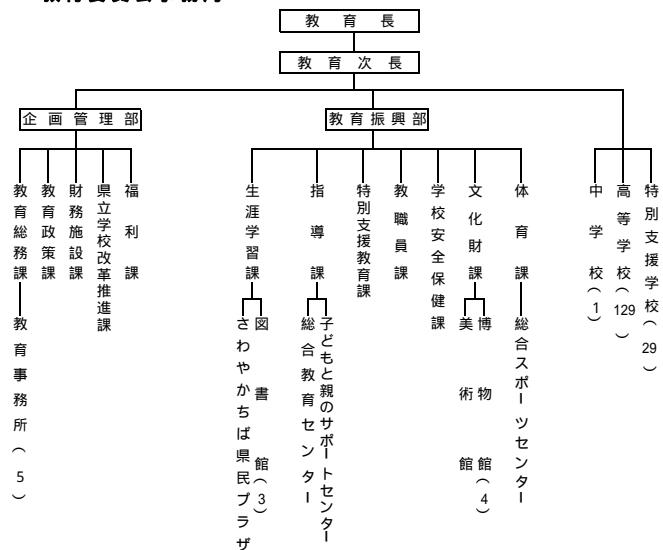 教育長
教育次長
企画管理部
教育振興部
教育総務課
教育政策課
財務施設課
県立学校改革推進課
福利課
生涯学習課
指導課
特別支援教育課
教職員課
学校安全保健課
文化財課
体育課
中学校(1)
高等学校(129)
特別支援学校(29)
教育事務所(5)
さわやかちば県民プラザ
図書館(3)
総合教育センター
子どもと親のサポートセンター
美術館
博物館(4)
総合スポーツセンター